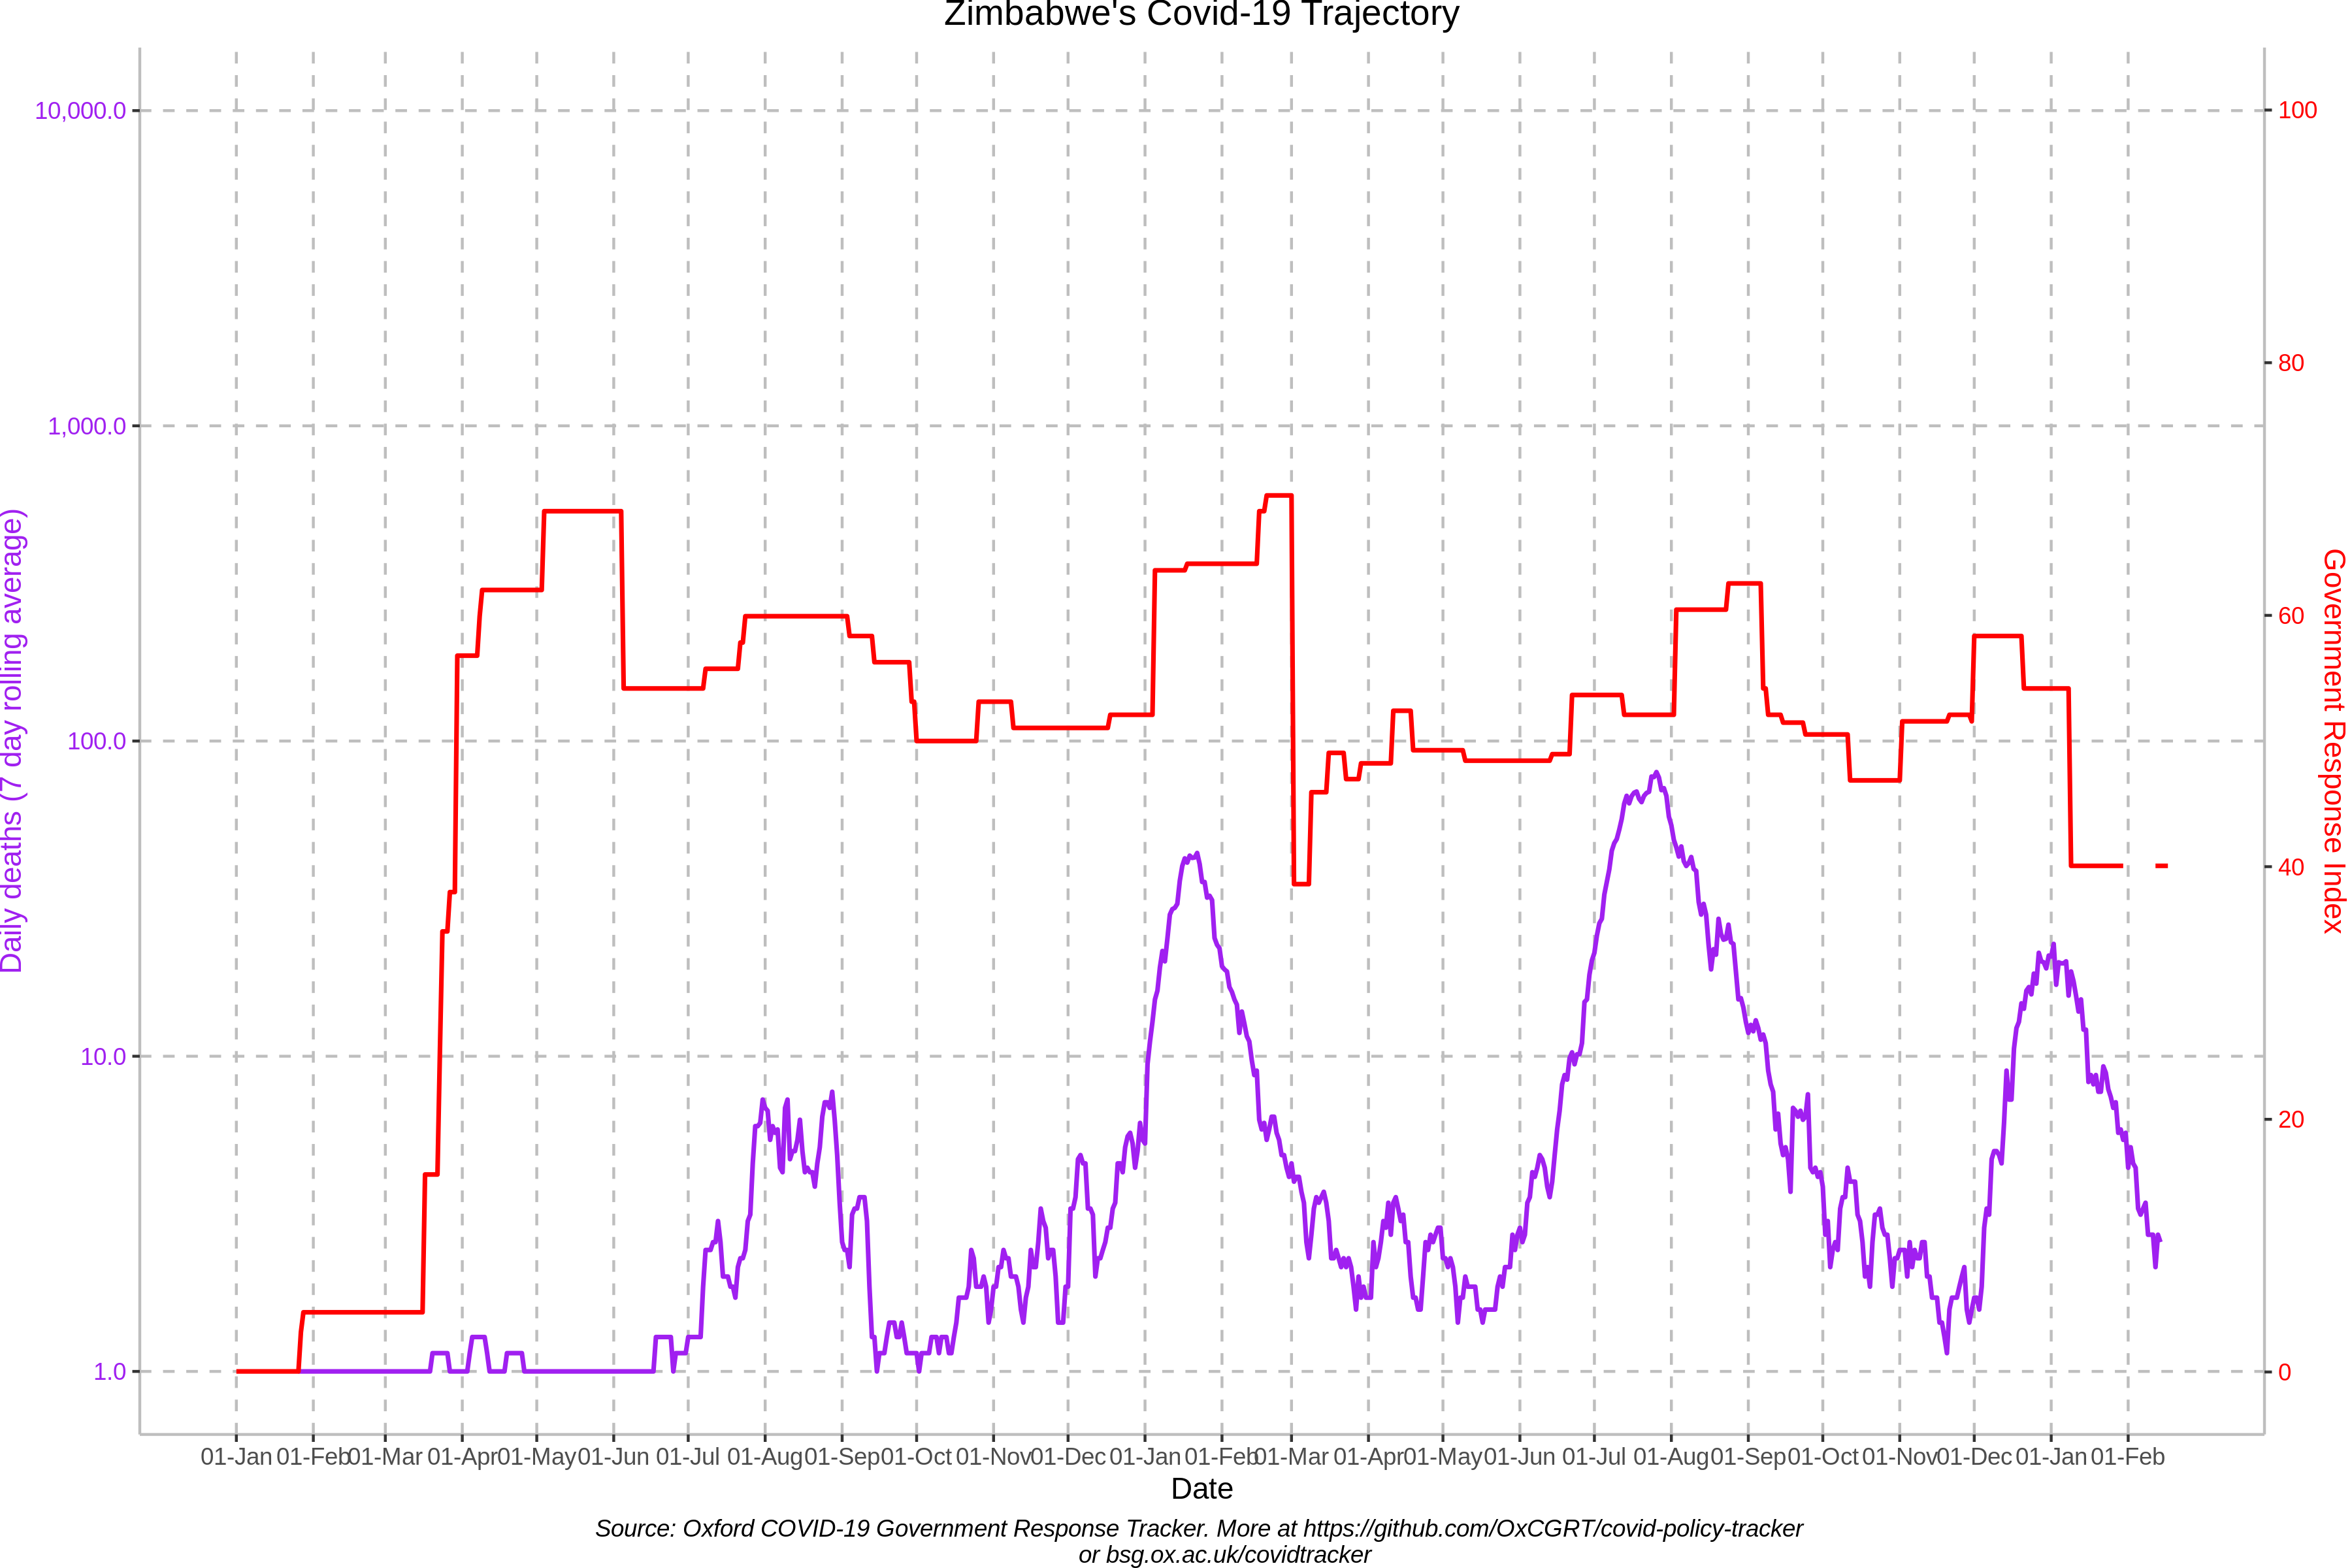 Zimbabwe's Covid-19 Trajectory
10,000.0
1,000.0
100.0
10.0
1.0
Daily deaths (7 day rolling average)
100
80
60
40
20
0
Government Response Index
01-Jan 01-Feb 01-Mar 01-Apr 01-May 01-Jun 01-Jul 01-Aug 01-Sep 01-Oct 01-Nov 01-Dec 01-Jan 01-Feb 01-Mar 01-Apr 01-May 01-Jun 01-Jul 01-Aug 01-Sep 01-Oct 01-Nov 01-Dec 01-Jan 01-Feb
Date
Source: Oxford COVID-19 Government Response Tracker. More at https://github.com/OxCGRT/covid-policy-tracker
or bsg.ox.ac.uk/covidtracker